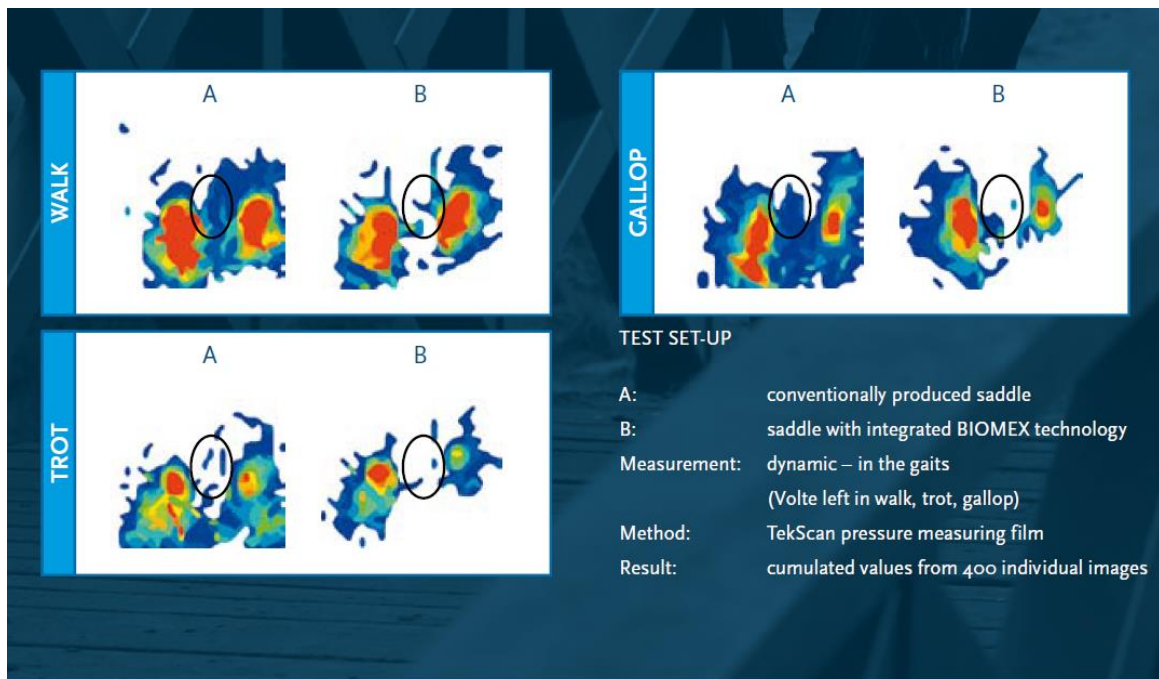 WALK
A B
GALLOP
A B
TROT
A B
TEST SET-UP
A: conventionally produced saddle
B: saddle with integrated BIOMEX technology
Measurement: dynamic – in the gaits
(Volte left in walk, trot, gallop)
Method: TekScan pressure measuring film
Result: cumulated values from 400 individual images